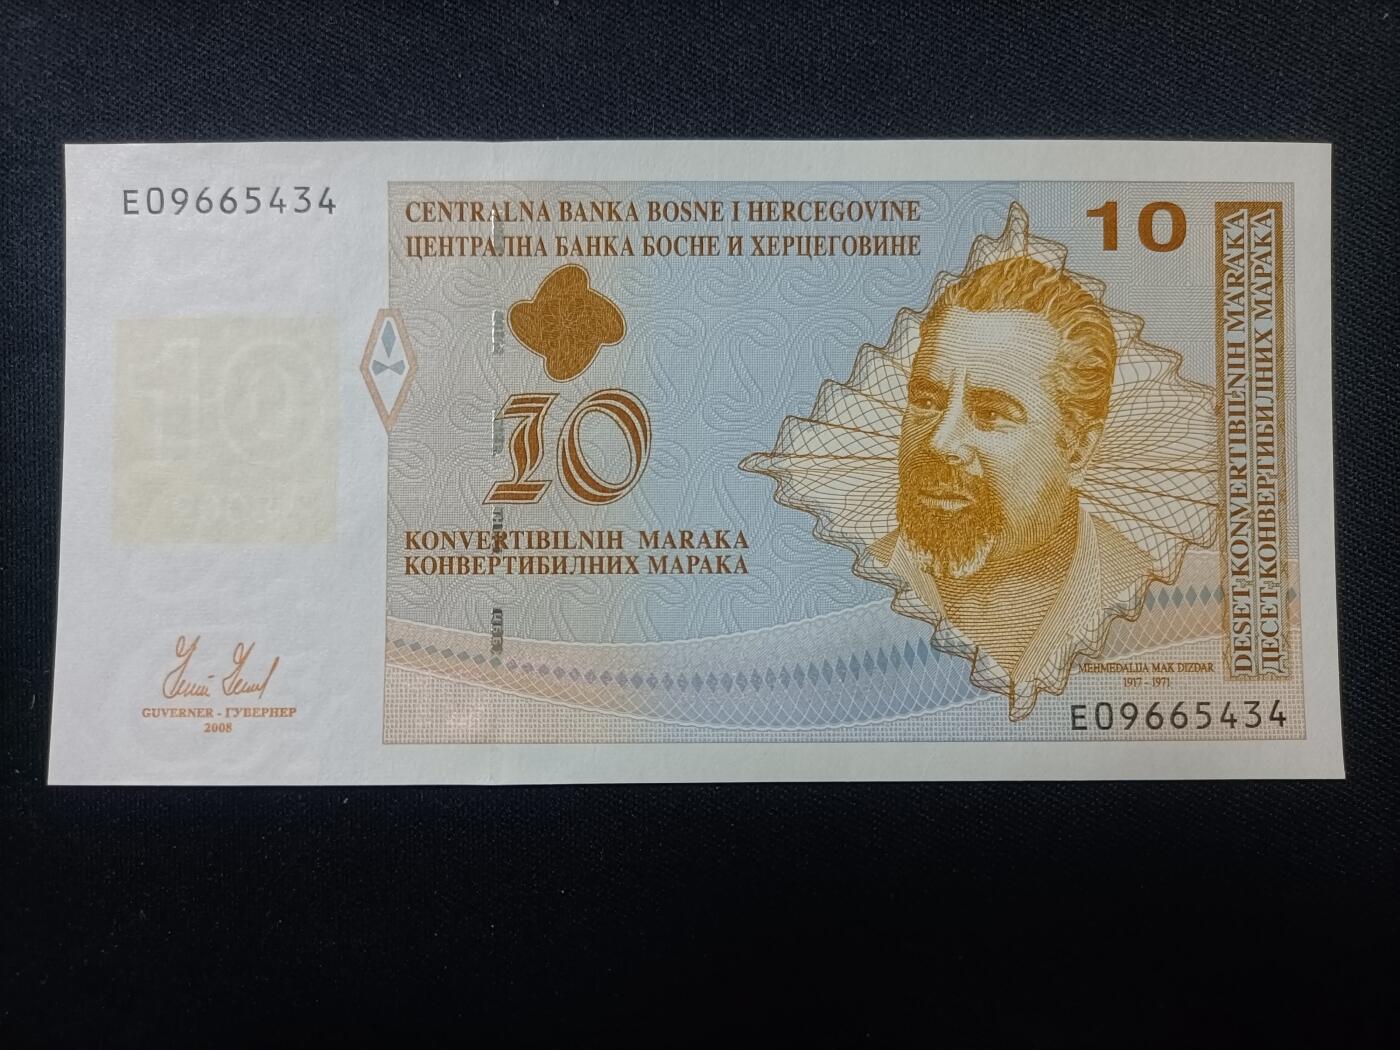 E09665434
CENTRALNA BANKA BOSNE I HERCEGOVINE
ЦЕНТРАЛНА БАНКА БОСНЕ И ХЕРЦЕГОВИНЕ
10
10
KONVERTIBILNIH MARAKA
КОНВЕРТИБИЛНИХ МАРАКА
DESET KONVERTIBILNIH MARAKA
ДЕСЕТ КОНВЕРТИБИЛНИХ МАРАКА
MEHMEDALIJA MAK DIZDAR
1917 - 1971
E09665434
GUVERNER - ГУВЕРНЕР
2008